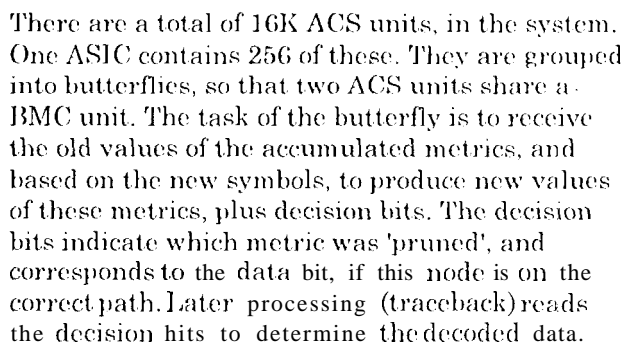 There are a total of 16K ACS units, in the system.
One ASIC contains 256 of these. They are grouped
into butterflies, so that two ACS units share a
BMC unit. The task of the butterfly is to receive
the old values of the accumulated metrics, and
based on the new symbols, to produce new values
of these metrics, plus decision bits. The decision
bits indicate which metric was 'pruned', and
corresponds to the data bit, if this node is on the
correct path. Later processing (traceback) reads
the decision hits to determine the decoded data.